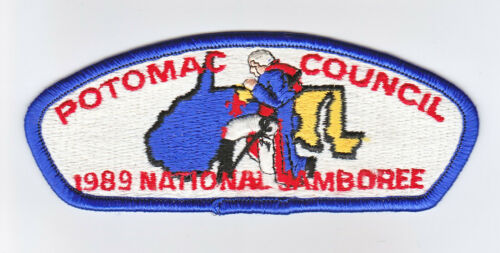 POTOMAC COUNCIL
1989 NATIONAL JAMBOREE